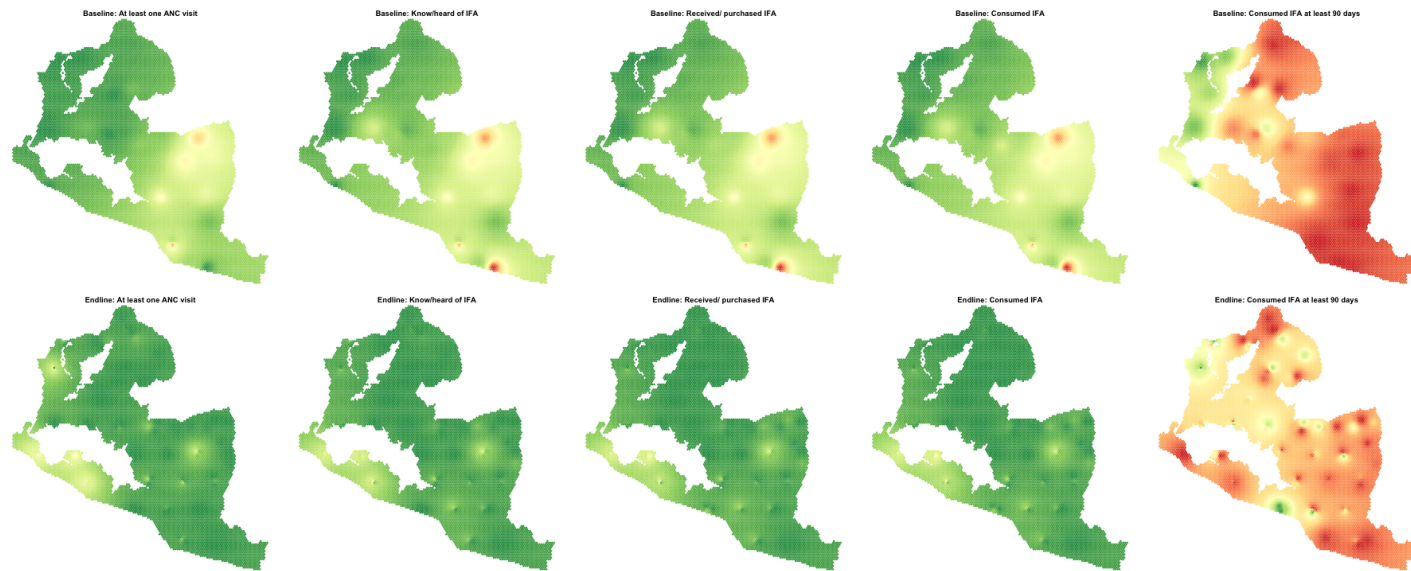 Baseline: At least one ANC visit
Baseline: Know/heard of IFA
Baseline: Received/ purchased IFA
Baseline: Consumed IFA
Baseline: Consumed IFA at least 90 days
Endline: At least one ANC visit
Endline: Know/heard of IFA
Endline: Received/ purchased IFA
Endline: Consumed IFA
Endline: Consumed IFA at least 90 days